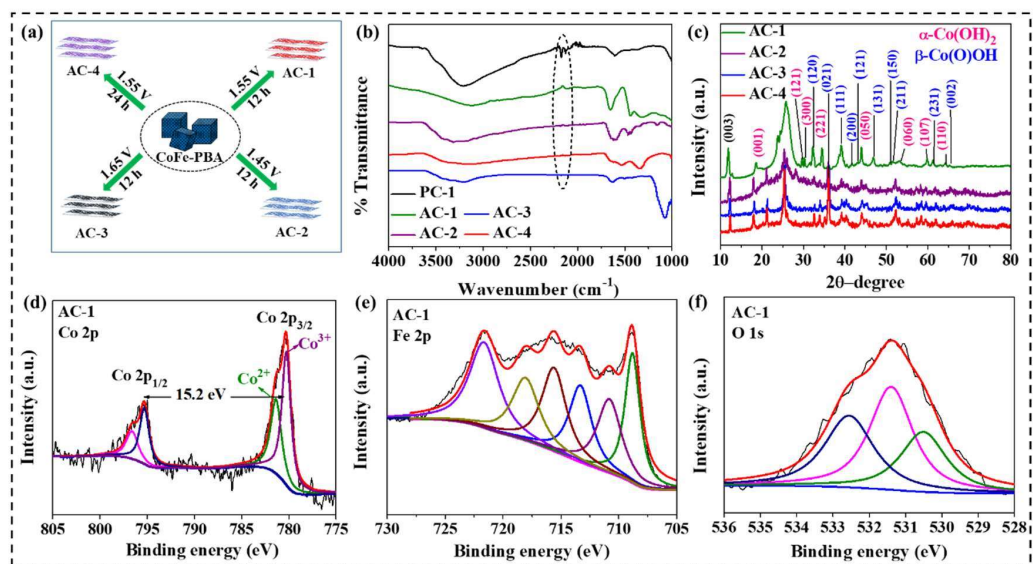 (a)
AC-4
AC-1
1.55 V
24 h
1.55 V
12 h
CoFe-PBA
1.65 V
12 h
1.45 V
12 h
AC-3
AC-2
(b)
% Transmittance
PC-1
AC-1
AC-2
AC-3
AC-4
4000 3000 2000 1000
Wavenumber (cm⁻¹)
(c)
Intensity (a.u.)
AC-1
AC-2
AC-3
AC-4
α-Co(OH)₂
β-Co(O)OH
(003)
(001)
(121)
(300)
(120)
(221)
(021)
(111)
(200)
(121)
(050)
(131)
(150)
(211)
(060)
(107)
(231)
(110)
(002)
10 20 30 40 50 60 70 80
2θ–degree
(d)
AC-1
Co 2p
Co 2p₃/₂
Co³⁺
Co 2p₁/₂
Co²⁺
15.2 eV
Intensity (a.u.)
805 795 785 780 775
Binding energy (eV)
(e)
AC-1
Fe 2p
Intensity (a.u.)
730 725 720 715 710 705
Binding energy (eV)
(f)
AC-1
O 1s
Intensity (a.u.)
536 535 534 533 532 531 530 529 528
Binding energy (eV)